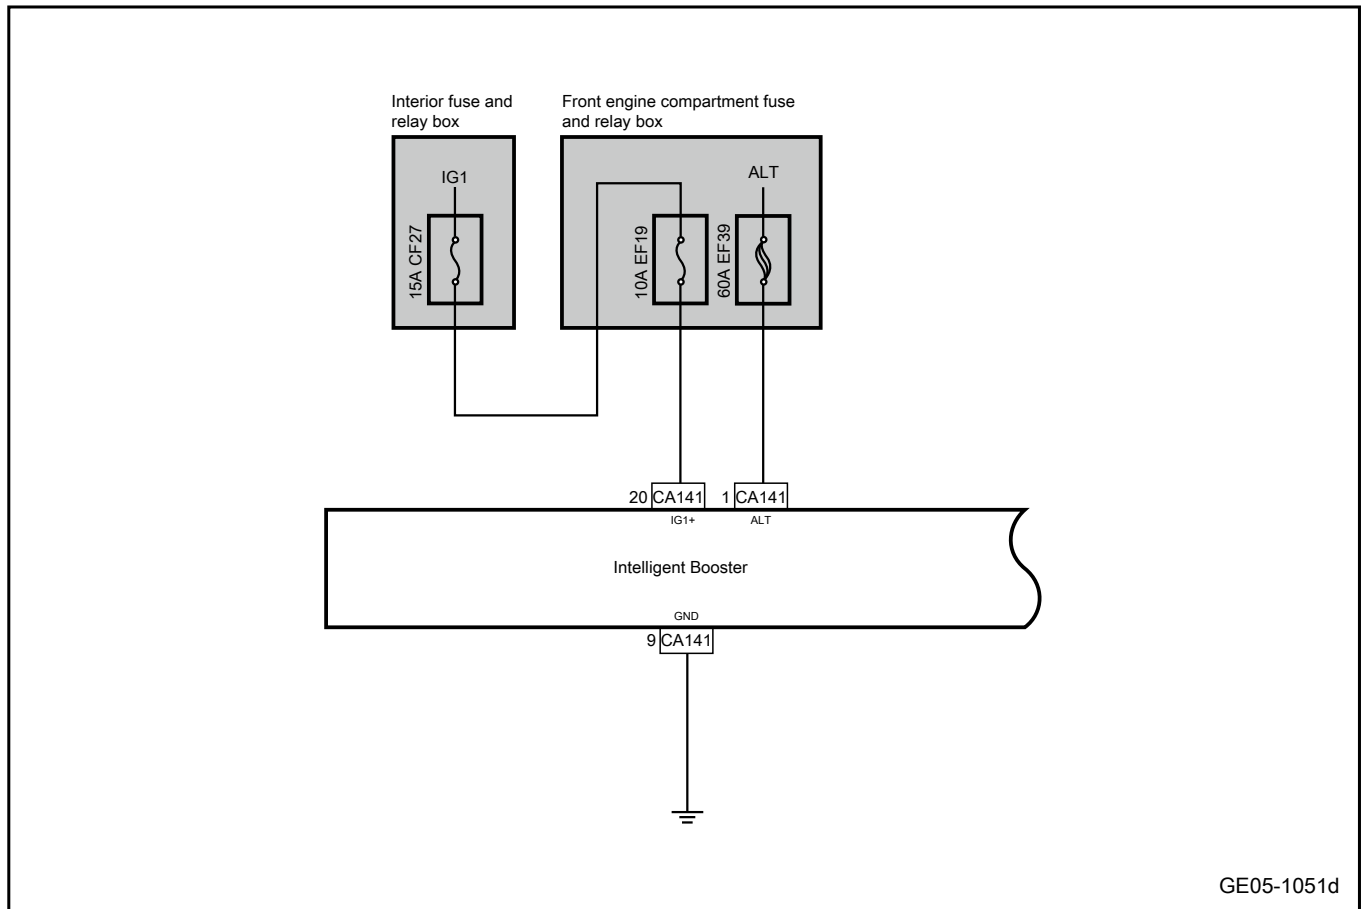 Interior fuse and
relay box
Front engine compartment fuse
and relay box
IG1
ALT
15A CF27
10A EF19
60A EF39
20 CA141
1 CA141
IG1+
ALT
Intelligent Booster
GND
9 CA141
GE05-1051d